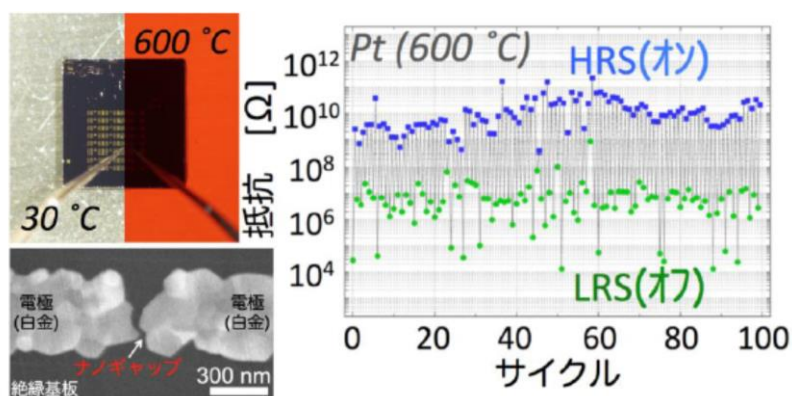 600 ˚C
30 ˚C
電極
(白金)
電極
(白金)
ナノギャップ
300 nm
絶縁基板
Pt (600 ˚C)
HRS(オン)
LRS(オフ)
抵抗 [Ω]
10¹²
10¹⁰
10⁸
10⁶
10⁴
0 20 40 60 80 100
サイクル